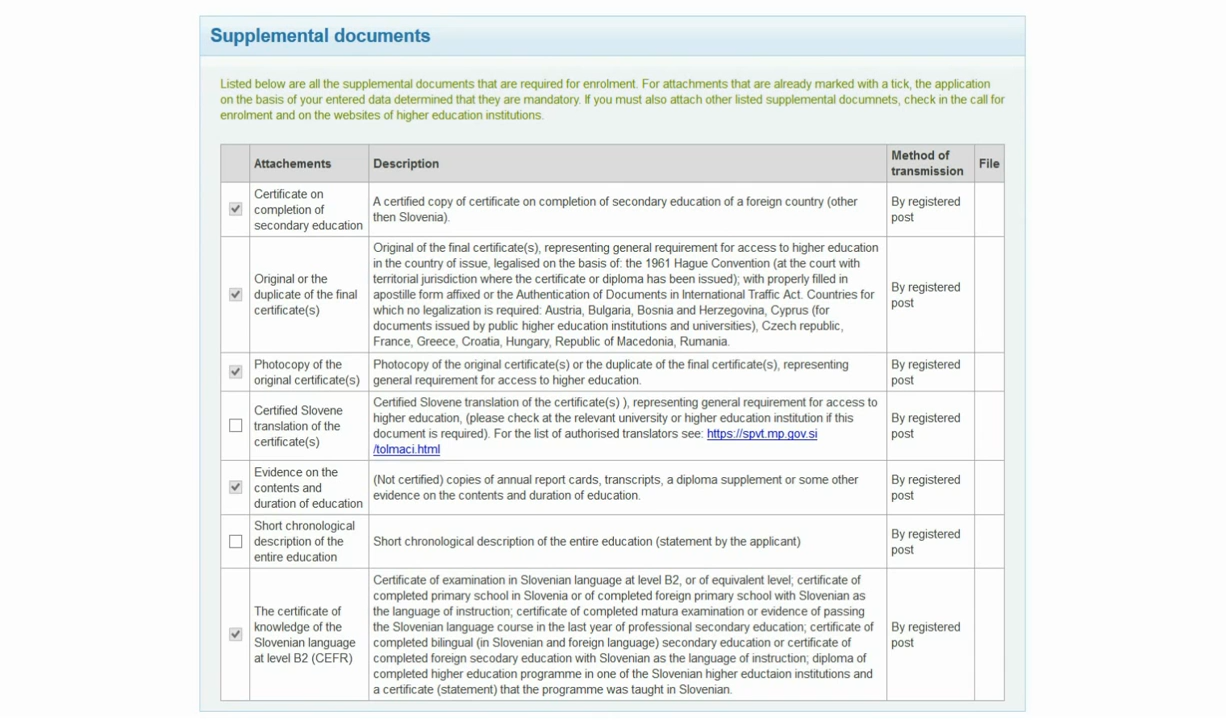 Supplemental documents
Listed below are all the supplemental documents that are required for enrolment. For attachments that are already marked with a tick, the application
on the basis of your entered data determined that they are mandatory. If you must also attach other listed supplemental documnets, check in the call for
enrolment and on the websites of higher education institutions.
Attachements
Description
Method of
transmission
File
Certificate on
completion of
secondary education
A certified copy of certificate on completion of secondary education of a foreign country (other
then Slovenia).
By registered
post
Original or the
duplicate of the final
certificate(s)
Original of the final certificate(s), representing general requirement for access to higher education
in the country of issue, legalised on the basis of: the 1961 Hague Convention (at the court with
territorial jurisdiction where the certificate or diploma has been issued); with properly filled in
apostille form affixed or the Authentication of Documents in International Traffic Act. Countries for
which no legalization is required: Austria, Bulgaria, Bosnia and Herzegovina, Cyprus (for
documents issued by public higher education institutions and universities), Czech republic,
France, Greece, Croatia, Hungary, Republic of Macedonia, Rumania.
By registered
post
Photocopy of the
original certificate(s)
Photocopy of the original certificate(s) or the duplicate of the final certificate(s), representing
general requirement for access to higher education.
By registered
post
Certified Slovene
translation of the
certificate(s)
Certified Slovene translation of the certificate(s) ), representing general requirement for access to
higher education, (please check at the relevant university or higher education institution if this
document is required). For the list of authorised translators see: https://spvt.mp.gov.si
/tolmaci.html
By registered
post
Evidence on the
contents and
duration of education
(Not certified) copies of annual report cards, transcripts, a diploma supplement or some other
evidence on the contents and duration of education.
By registered
post
Short chronological
description of the
entire education
Short chronological description of the entire education (statement by the applicant)
By registered
post
The certificate of
knowledge of the
Slovenian language
at level B2 (CEFR)
Certificate of examination in Slovenian language at level B2, or of equivalent level; certificate of
completed primary school in Slovenia or of completed foreign primary school with Slovenian as
the language of instruction; certificate of completed matura examination or evidence of passing
the Slovenian language course in the last year of professional secondary education; certificate of
completed bilingual (in Slovenian and foreign language) secondary education or certificate of
completed foreign secodary education with Slovenian as the language of instruction; diploma of
completed higher education programme in one of the Slovenian higher eductaion institutions and
a certificate (statement) that the programme was taught in Slovenian.
By registered
post